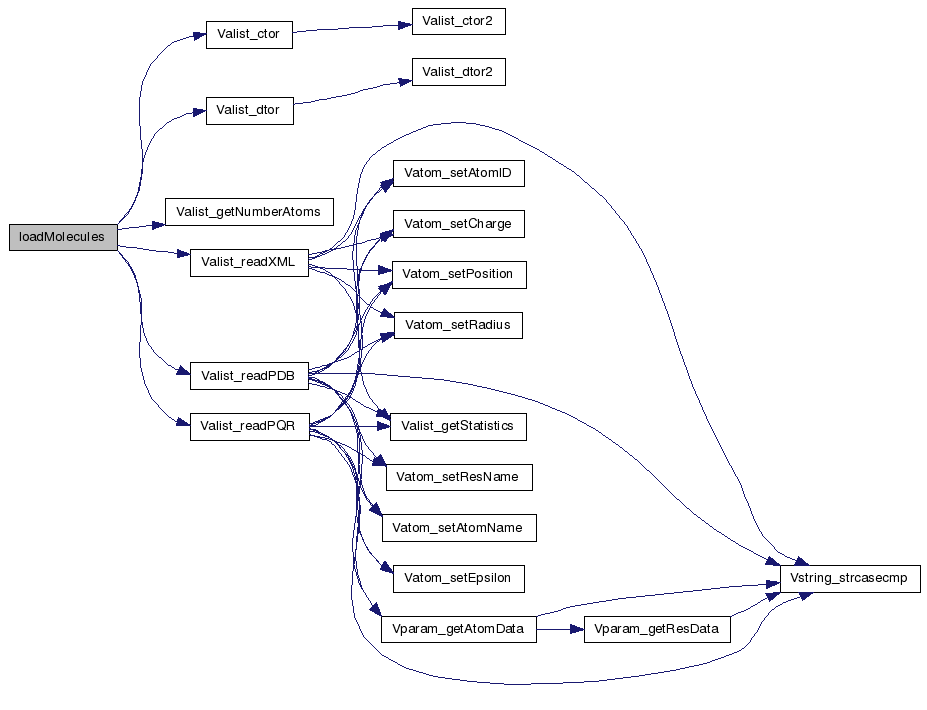 Valist_ctor2
Valist_ctor
Valist_dtor2
Valist_dtor
Vatom_setAtomID
Valist_getNumberAtoms
Vatom_setCharge
loadMolecules
Valist_readXML
Vatom_setPosition
Vatom_setRadius
Valist_readPDB
Valist_readPQR
Valist_getStatistics
Vatom_setResName
Vatom_setAtomName
Vatom_setEpsilon
Vstring_strcasecmp
Vparam_getAtomData
Vparam_getResData